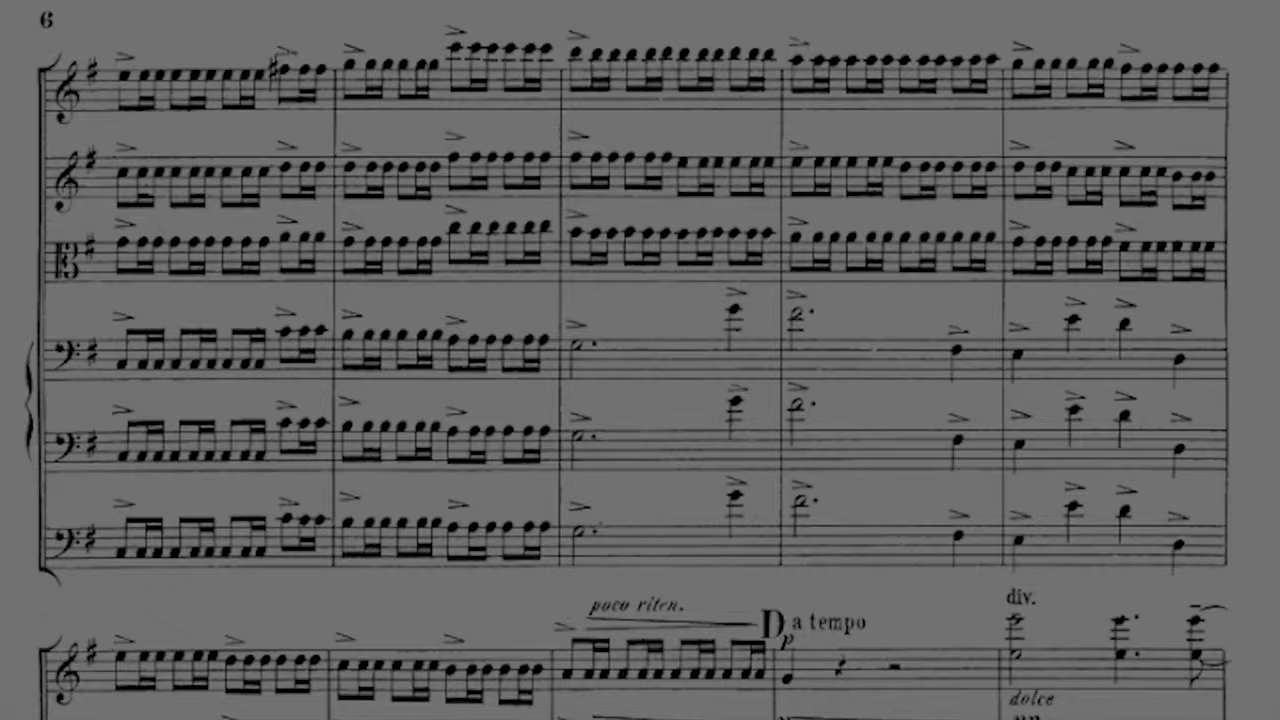 6
poco riten.
D a tempo
p
div.
dolce